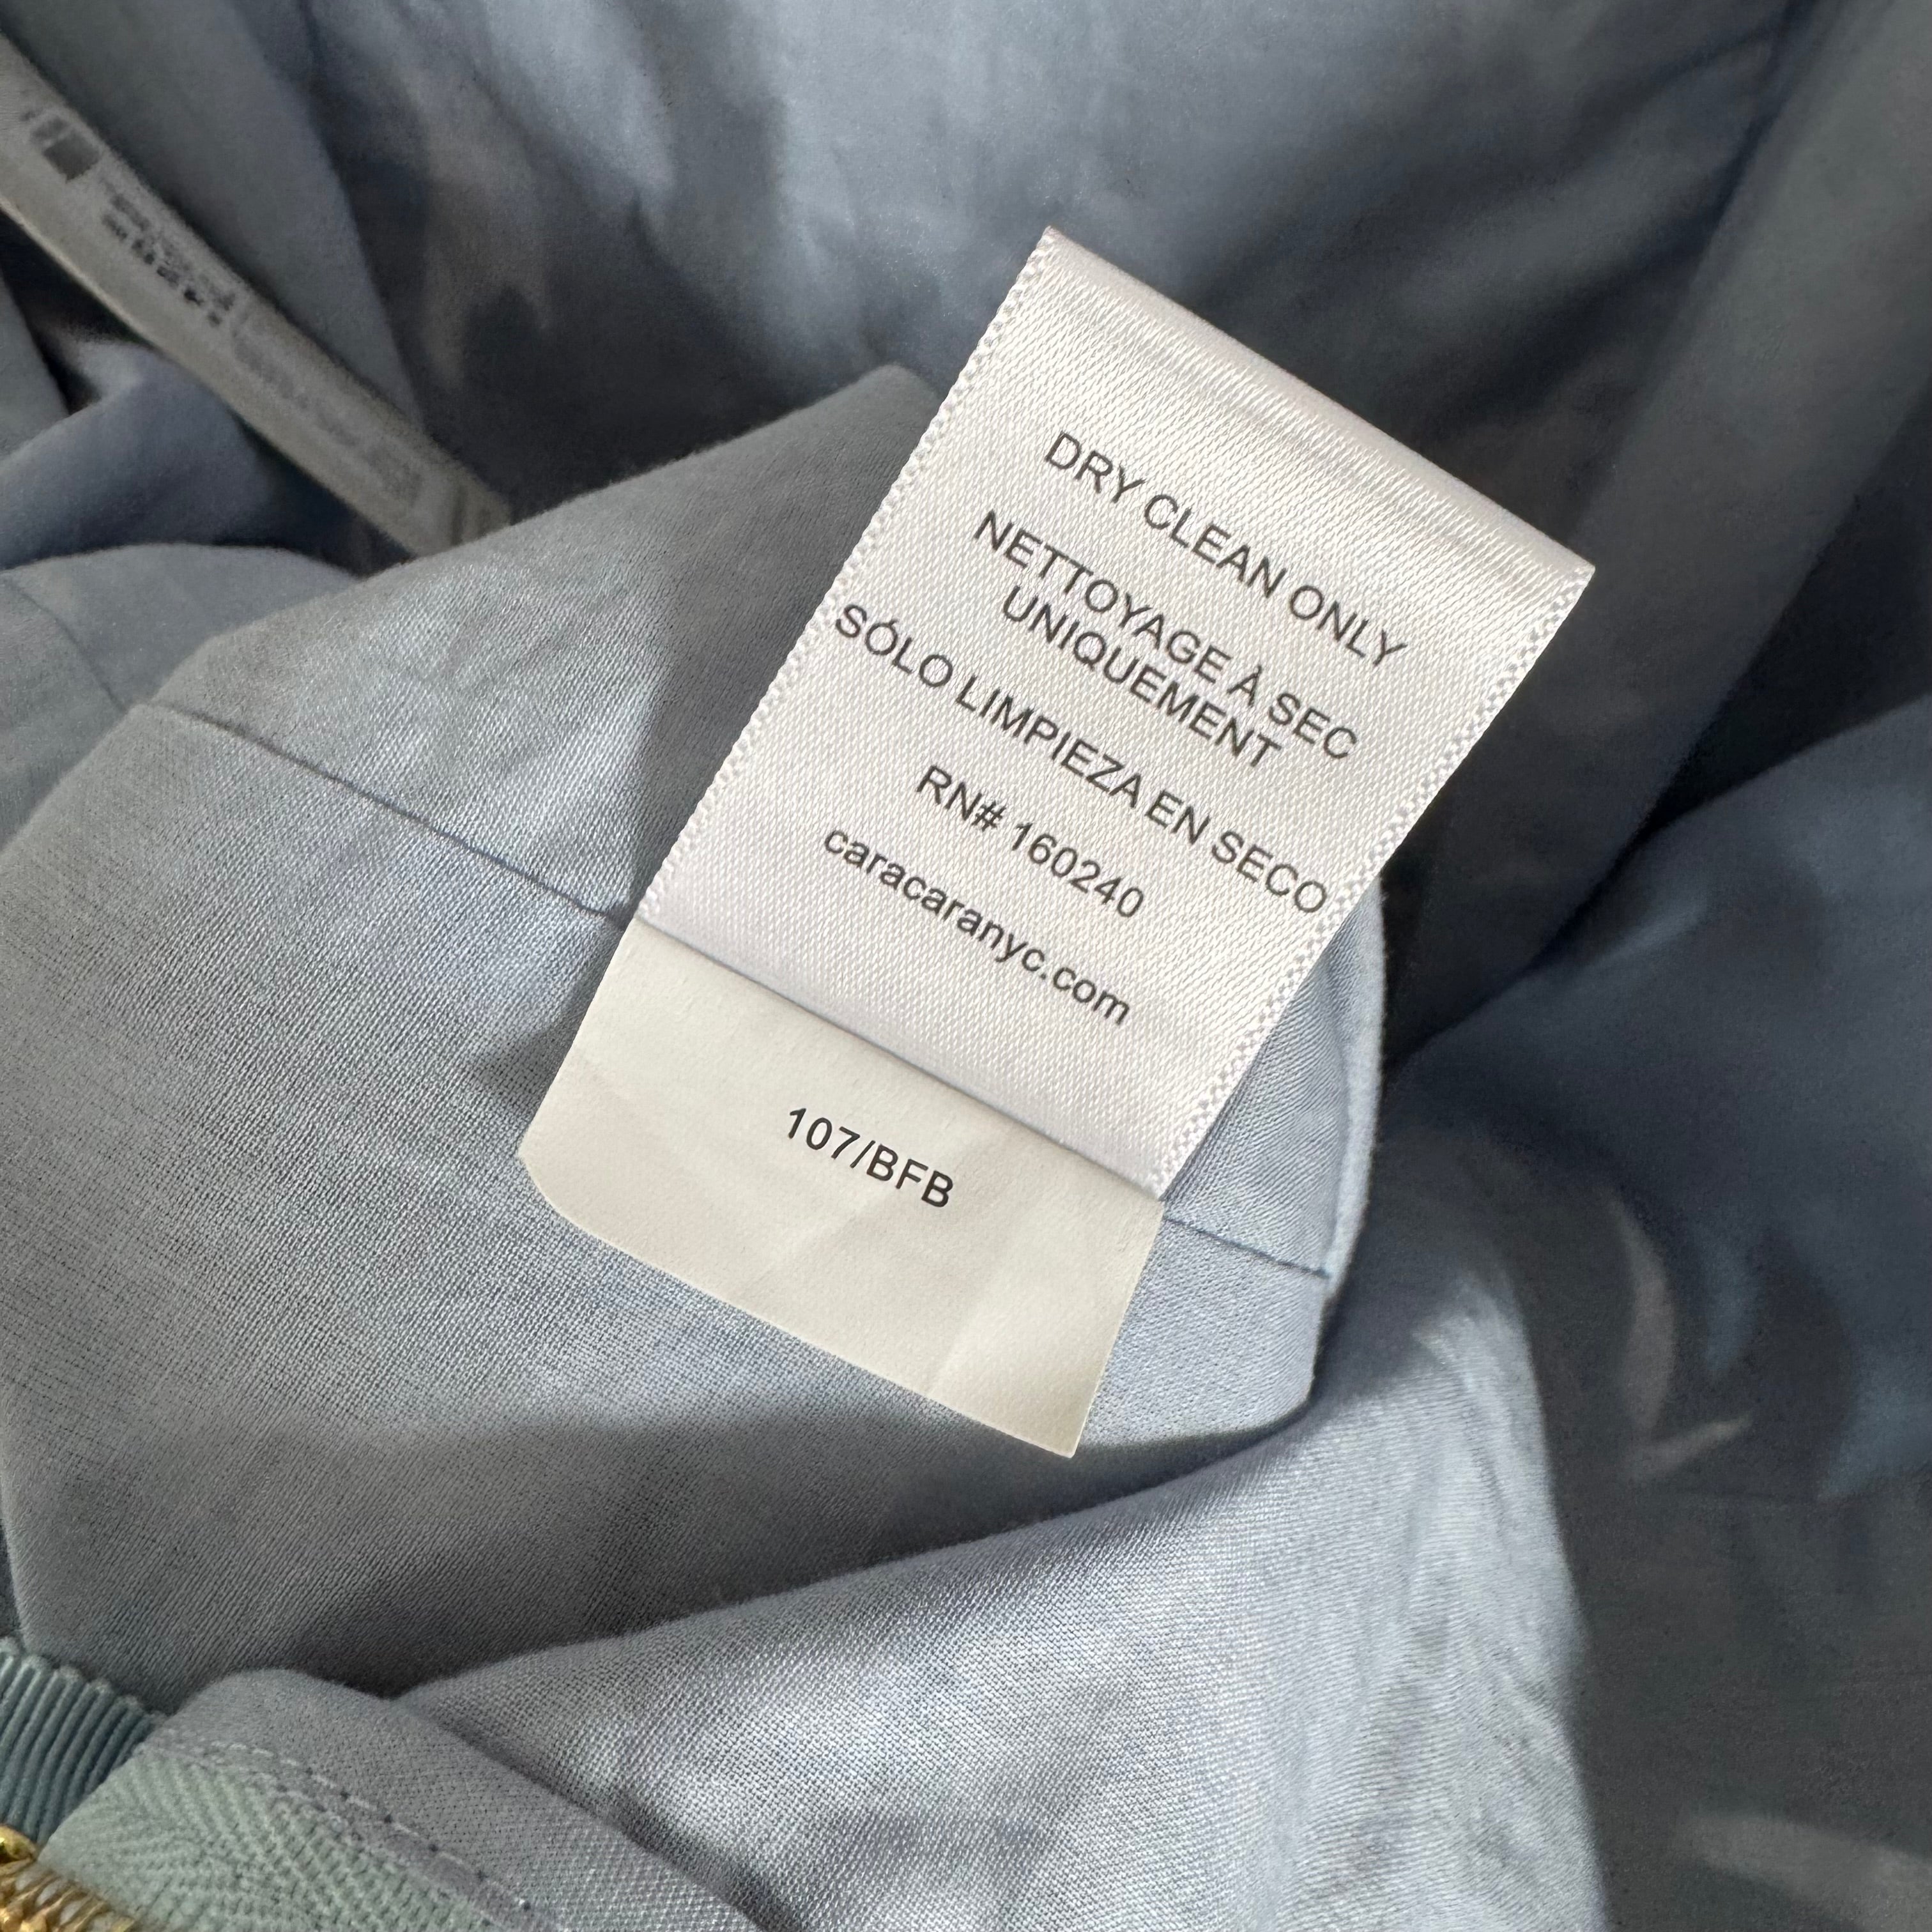 DRY CLEAN ONLY
NETTOYAGE À SEC
UNIQUEMENT
SÓLO LIMPIEZA EN SECO
RN# 160240
caracaranyc.com
107/BFB